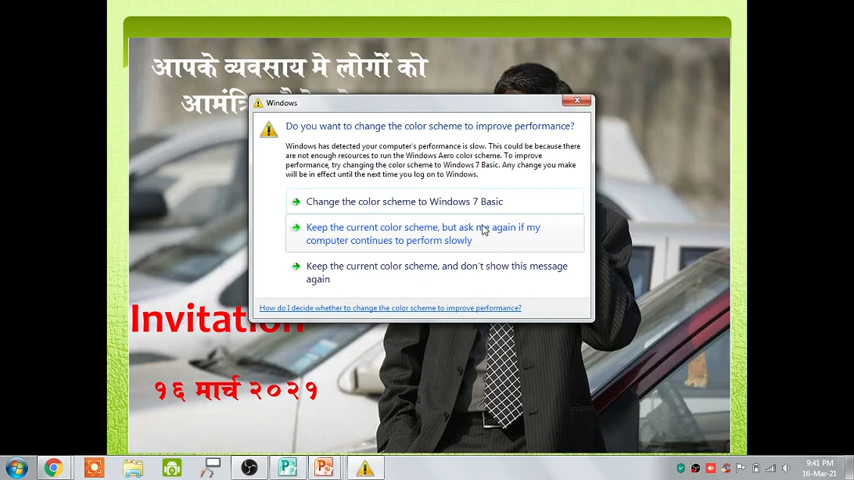 आपके व्यवसाय मे लोगों को
Windows
Do you want to change the color scheme to improve performance?
Windows has detected your computer's performance is slow. This could be because
there are not enough resources to run the Windows Aero color scheme. To improve
performance, try changing the color scheme to Windows 7 Basic. Any change you make
will be in effect until the next time you log on to Windows.
Change the color scheme to Windows 7 Basic
Keep the current color scheme, but ask me again if my
computer continues to perform slowly
Keep the current color scheme, and don't show this message
again
How do I decide whether to change the color scheme to improve performance?
Invitation
१६ मार्च २०२१
9:41 PM
16-Mar-21